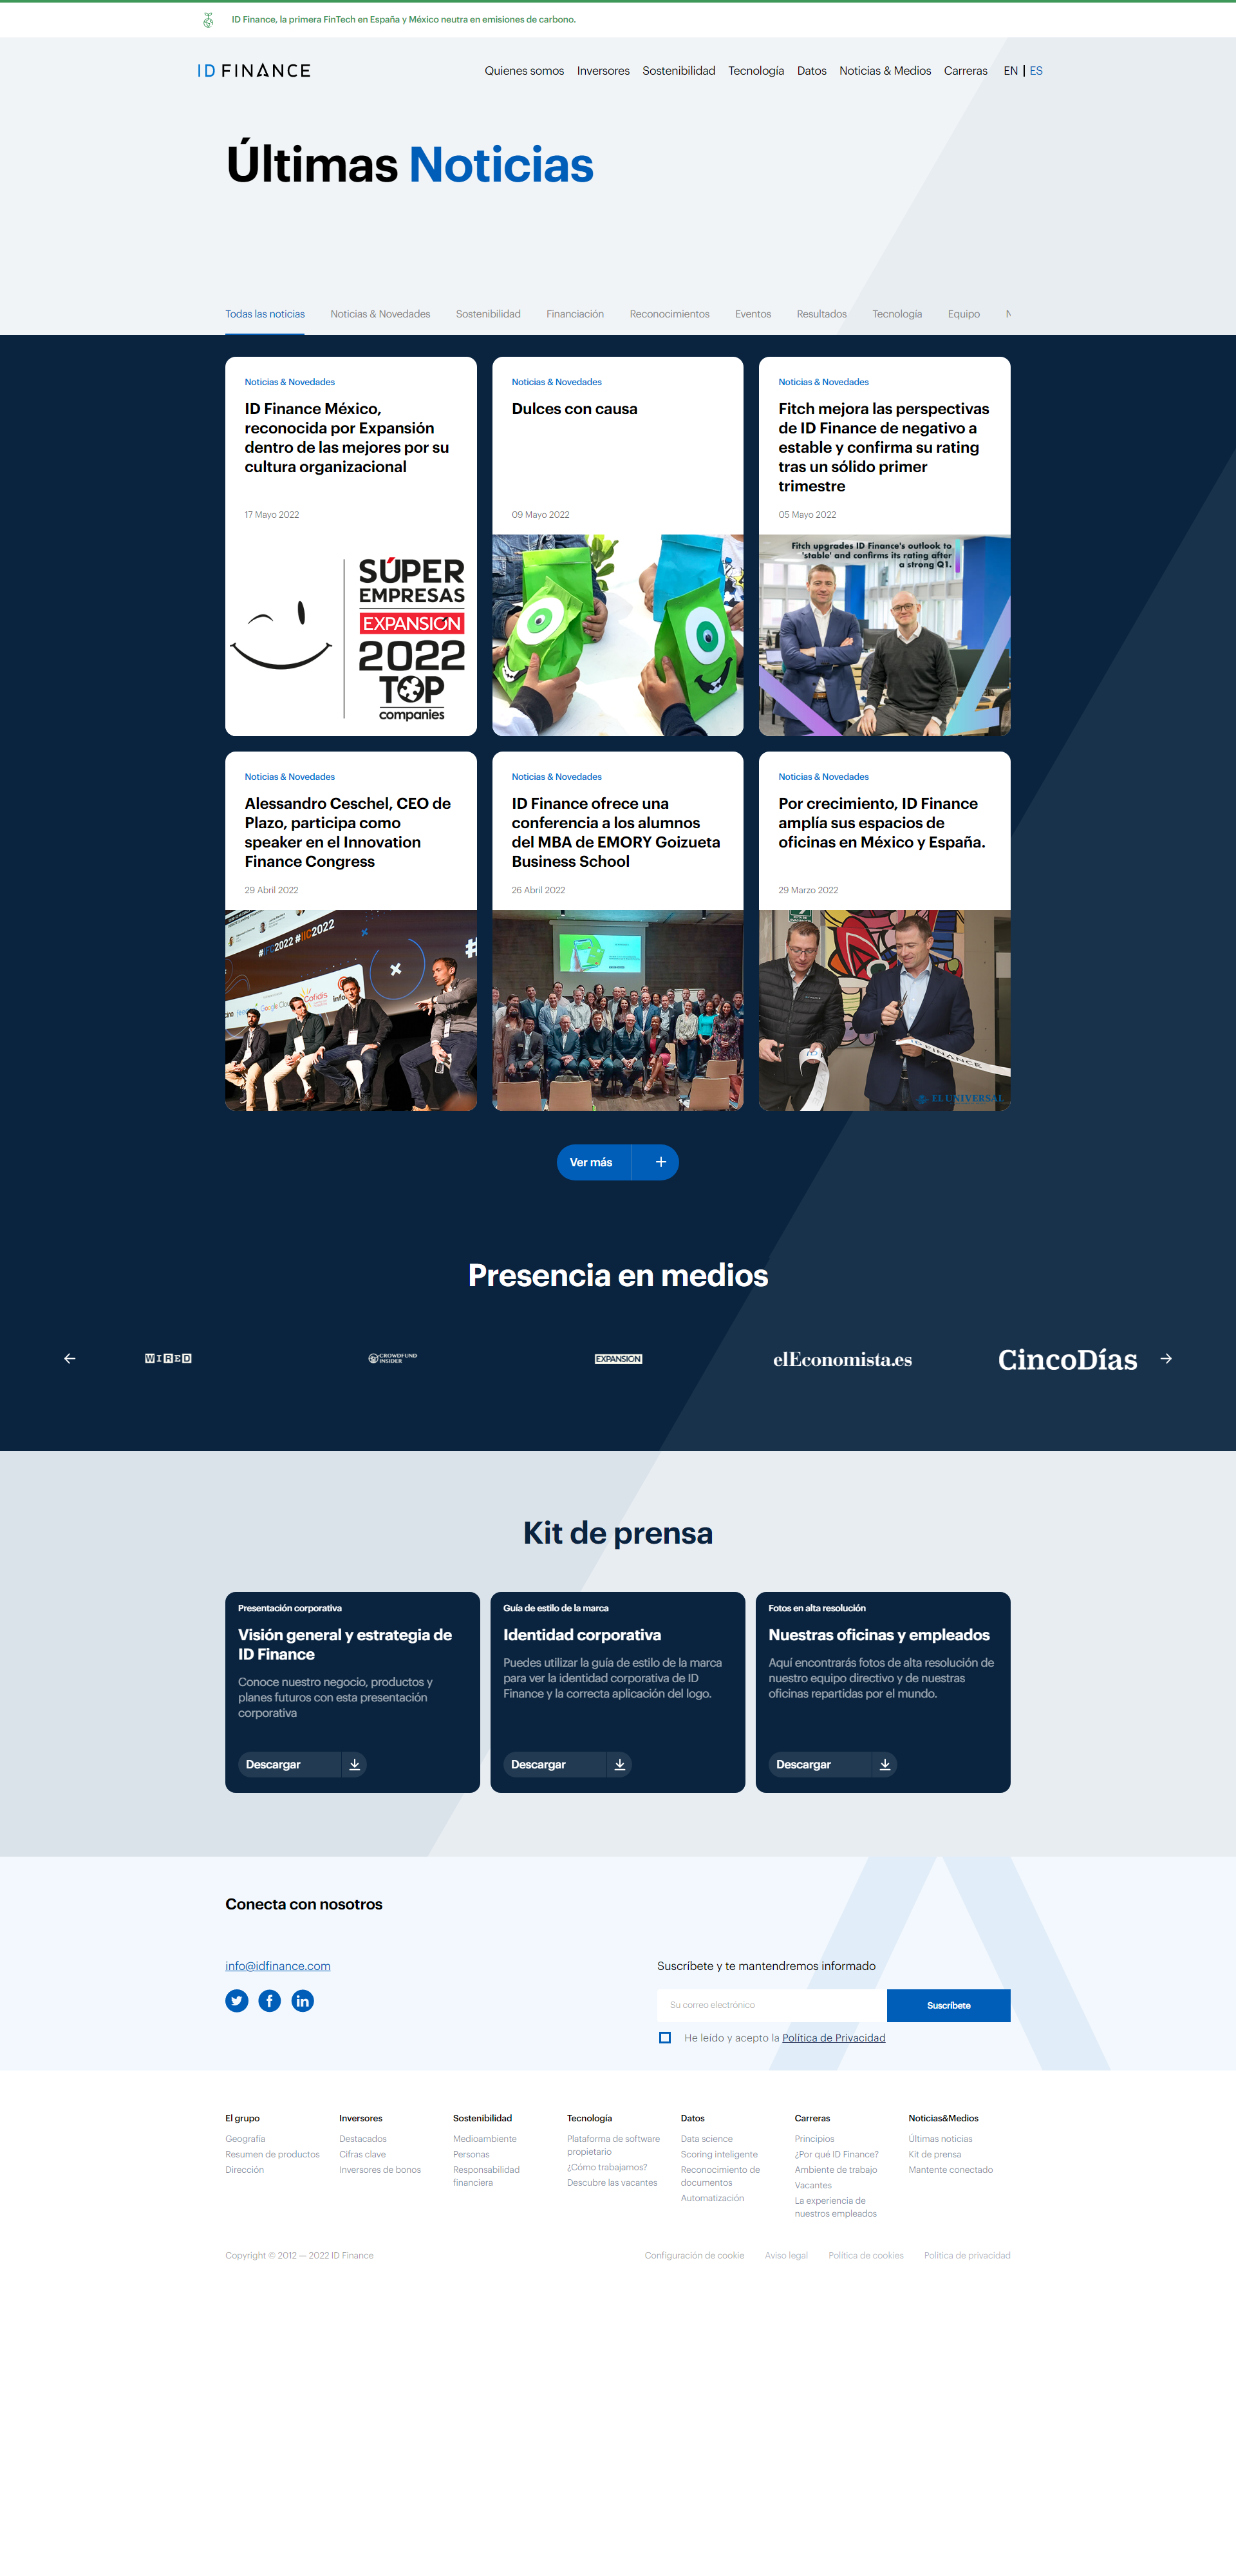 ID Finance, la primera FinTech en España y México neutra en emisiones de carbono.
ID FINANCE
Quienes somos Inversores Sostenibilidad Tecnología Datos Noticias & Medios Carreras EN | ES
Últimas Noticias
Todas las noticias Noticias & Novedades Sostenibilidad Financiación Reconocimientos Eventos Resultados Tecnología Equipo
Noticias & Novedades
ID Finance México,
reconocida por Expansión
dentro de las mejores por su
cultura organizacional
17 Mayo 2022
SÚPER
EMPRESAS
EXPANSIÓN
2022
TOP
companies
Noticias & Novedades
Dulces con causa
09 Mayo 2022
Noticias & Novedades
Fitch mejora las perspectivas
de ID Finance de negativo a
estable y confirma su rating
tras un sólido primer
trimestre
05 Mayo 2022
Fitch upgrades ID Finance's outlook to
'stable' and confirms its rating after
a strong Q1.
Noticias & Novedades
Alessandro Ceschel, CEO de
Plazo, participa como
speaker en el Innovation
Finance Congress
29 Abril 2022
#IFC2022 #IIC2022
Google Cloud
Cofidis
Noticias & Novedades
ID Finance ofrece una
conferencia a los alumnos
del MBA de EMORY Goizueta
Business School
26 Abril 2022
Noticias & Novedades
Por crecimiento, ID Finance
amplía sus espacios de
oficinas en México y España.
29 Marzo 2022
FINANCE
EL UNIVERSAL
Ver más
Presencia en medios
WIRED
CROWDFUND
INSIDER
EXPANSIÓN
elEconomista.es
CincoDías
Kit de prensa
Presentación corporativa
Visión general y estrategia de
ID Finance
Conoce nuestro negocio, productos y
planes futuros con esta presentación
corporativa
Descargar
Guía de estilo de la marca
Identidad corporativa
Puedes utilizar la guía de estilo de la marca
para ver la identidad corporativa de ID
Finance y la correcta aplicación del logo.
Descargar
Fotos en alta resolución
Nuestras oficinas y empleados
Aquí encontrarás fotos de alta resolución de
nuestro equipo directivo y de nuestras
oficinas repartidas por el mundo.
Descargar
Conecta con nosotros
info@idfinance.com
Suscríbete y te mantendremos informado
Su correo electrónico
Suscríbete
He leído y acepto la Política de Privacidad
El grupo
Geografía
Resumen de productos
Dirección
Inversores
Destacados
Cifras clave
Inversores de bonos
Sostenibilidad
Medioambiente
Personas
Responsabilidad
financiera
Tecnología
Plataforma de software
propietario
¿Cómo trabajamos?
Descubre las vacantes
Datos
Data science
Scoring inteligente
Reconocimiento de
documentos
Automatización
Carreras
Principios
¿Por qué ID Finance?
Ambiente de trabajo
Vacantes
La experiencia de
nuestros empleados
Noticias&Medios
Últimas noticias
Kit de prensa
Mantente conectado
Copyright © 2012 — 2022 ID Finance
Configuración de cookie Aviso legal Política de cookies Política de privacidad